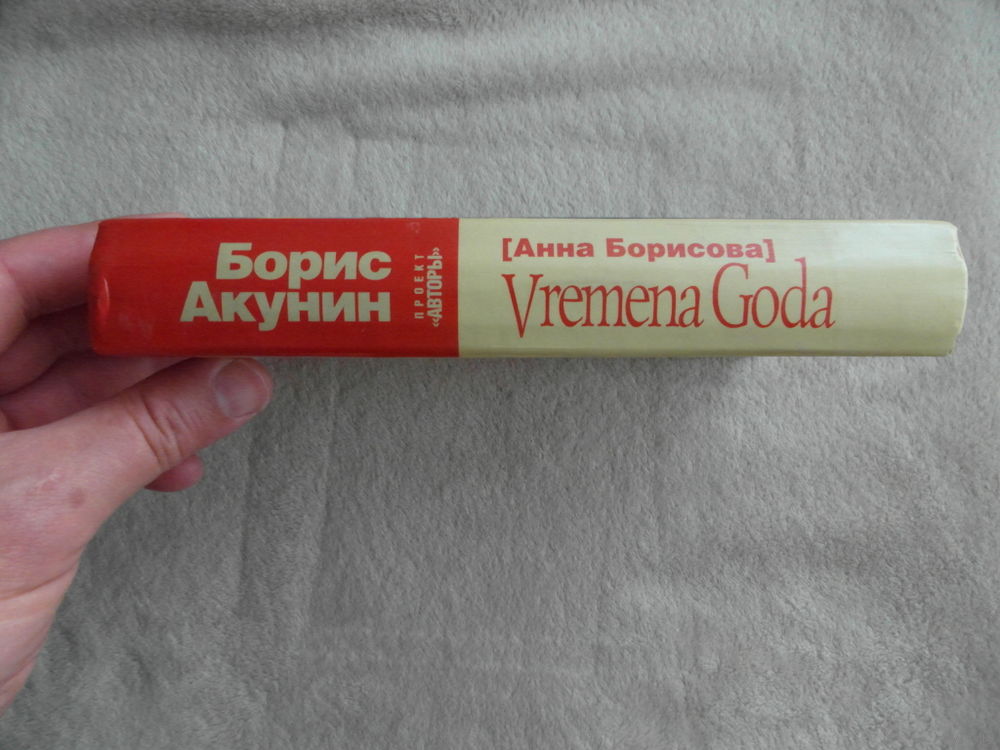 Борис
Акунин
ПРОЕКТ
«АВТОРЫ»
[Анна Борисова]
Vremena Goda